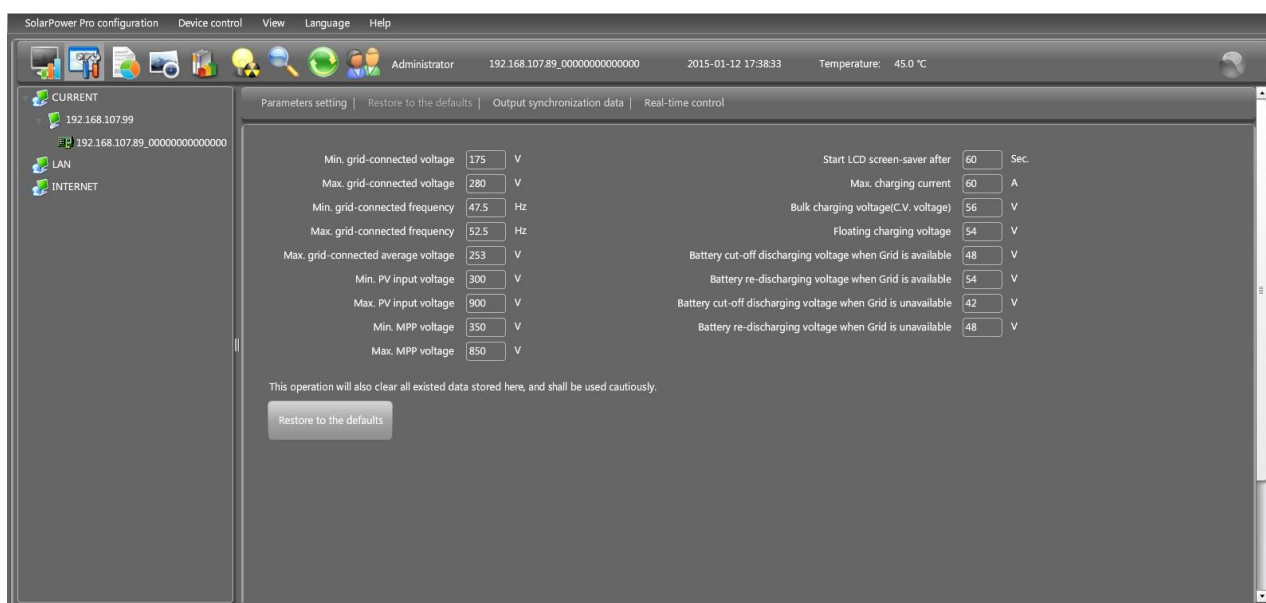 SolarPower Pro configuration Device control View Language Help
Administrator 192.168.107.89_00000000000000 2015-01-12 17:38:33 Temperature: 45.0 ℃
CURRENT
192.168.107.99
192.168.107.89_00000000000000
LAN
INTERNET
Parameters setting | Restore to the defaults | Output synchronization data | Real-time control
Min. grid-connected voltage 175 V
Max. grid-connected voltage 280 V
Min. grid-connected frequency 47.5 Hz
Max. grid-connected frequency 52.5 Hz
Max. grid-connected average voltage 253 V
Min. PV input voltage 300 V
Max. PV input voltage 900 V
Min. MPP voltage 350 V
Max. MPP voltage 850 V
Start LCD screen-saver after 60 Sec.
Max. charging current 60 A
Bulk charging voltage(C.V. voltage) 56 V
Floating charging voltage 54 V
Battery cut-off discharging voltage when Grid is available 48 V
Battery re-discharging voltage when Grid is available 54 V
Battery cut-off discharging voltage when Grid is unavailable 42 V
Battery re-discharging voltage when Grid is unavailable 48 V
This operation will also clear all existed data stored here, and shall be used cautiously.
Restore to the defaults